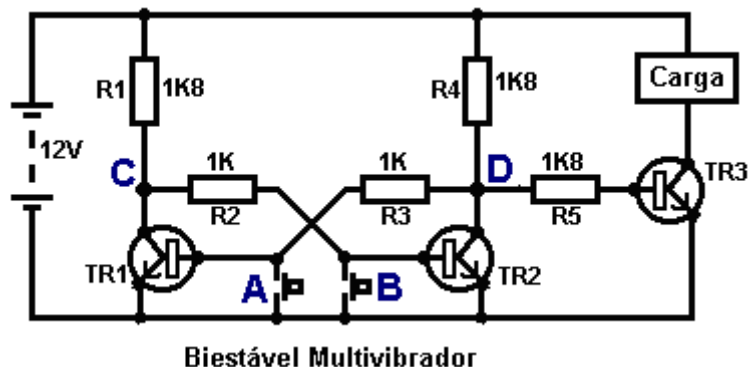 R1
1K8
R4
1K8
Carga
12V
C
1K
1K
D
1K8
TR3
R2
R3
R5
TR1
A
B
TR2
Biestável Multivibrador